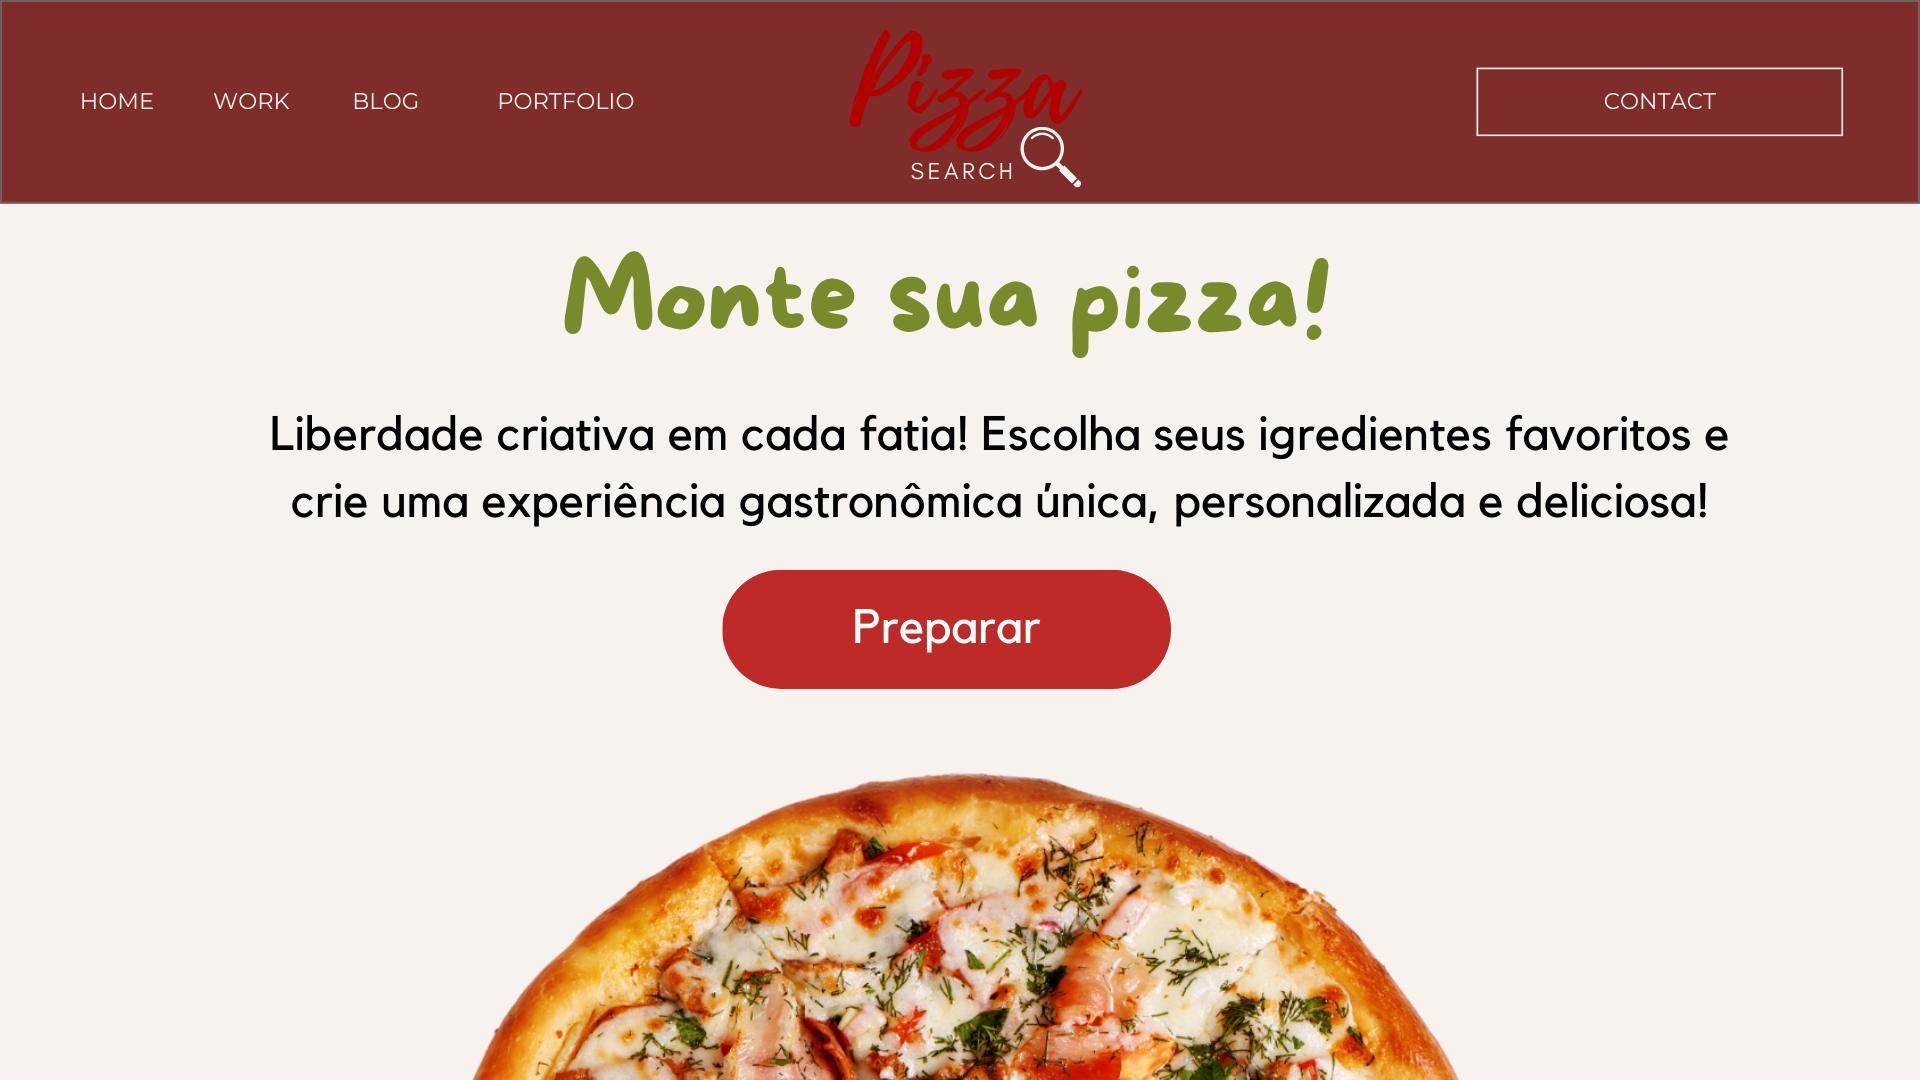 HOME WORK BLOG PORTFOLIO
Pizza
SEARCH
CONTACT
Monte sua pizza!
Liberdade criativa em cada fatia! Escolha seus igredientes favoritos e
crie uma experiência gastronômica única, personalizada e deliciosa!
Preparar